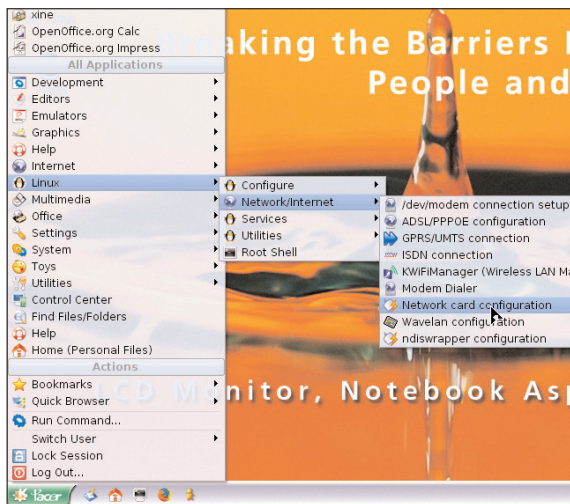 xine
OpenOffice.org Calc
OpenOffice.org Impress
All Applications
Development
Editors
Emulators
Graphics
Help
Internet
Linux
Multimedia
Office
Settings
System
Toys
Utilities
Control Center
Find Files/Folders
Help
Home (Personal Files)
Actions
Bookmarks
Quick Browser
Run Command...
Switch User
Lock Session
Log Out...
Configure
Network/Internet
Services
Utilities
Root Shell
/dev/modem connection setup
ADSL/PPPOE configuration
GPRS/UMTS connection
ISDN connection
KWiFiManager (Wireless LAN
Modem Dialer
Network card configuration
Wavelan configuration
ndiswrapper configuration
eaking the Barriers
People and
LCD Monitor, Notebook